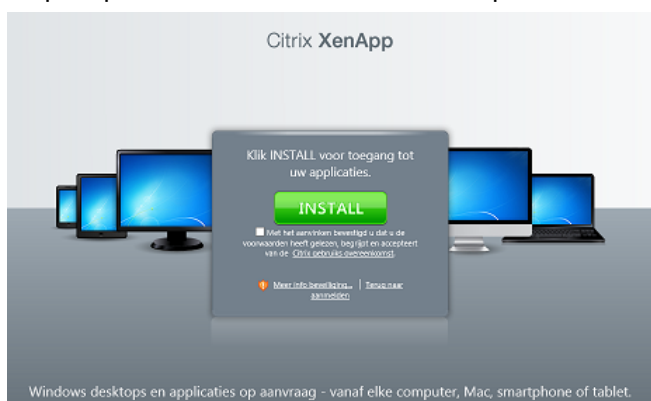 Citrix XenApp
Klik INSTALL voor toegang tot
uw applicaties.
INSTALL
Met het aanvinken bevestigd u dat u de
voorwaarden heeft gelezen, begrijpt en accepteert
van de Citrix gebruiks overeenkomst.
Meer info beveiliging... | Terug naar
aanmelden
Windows desktops en applicaties op aanvraag - vanaf elke computer, Mac, smartphone of tablet.